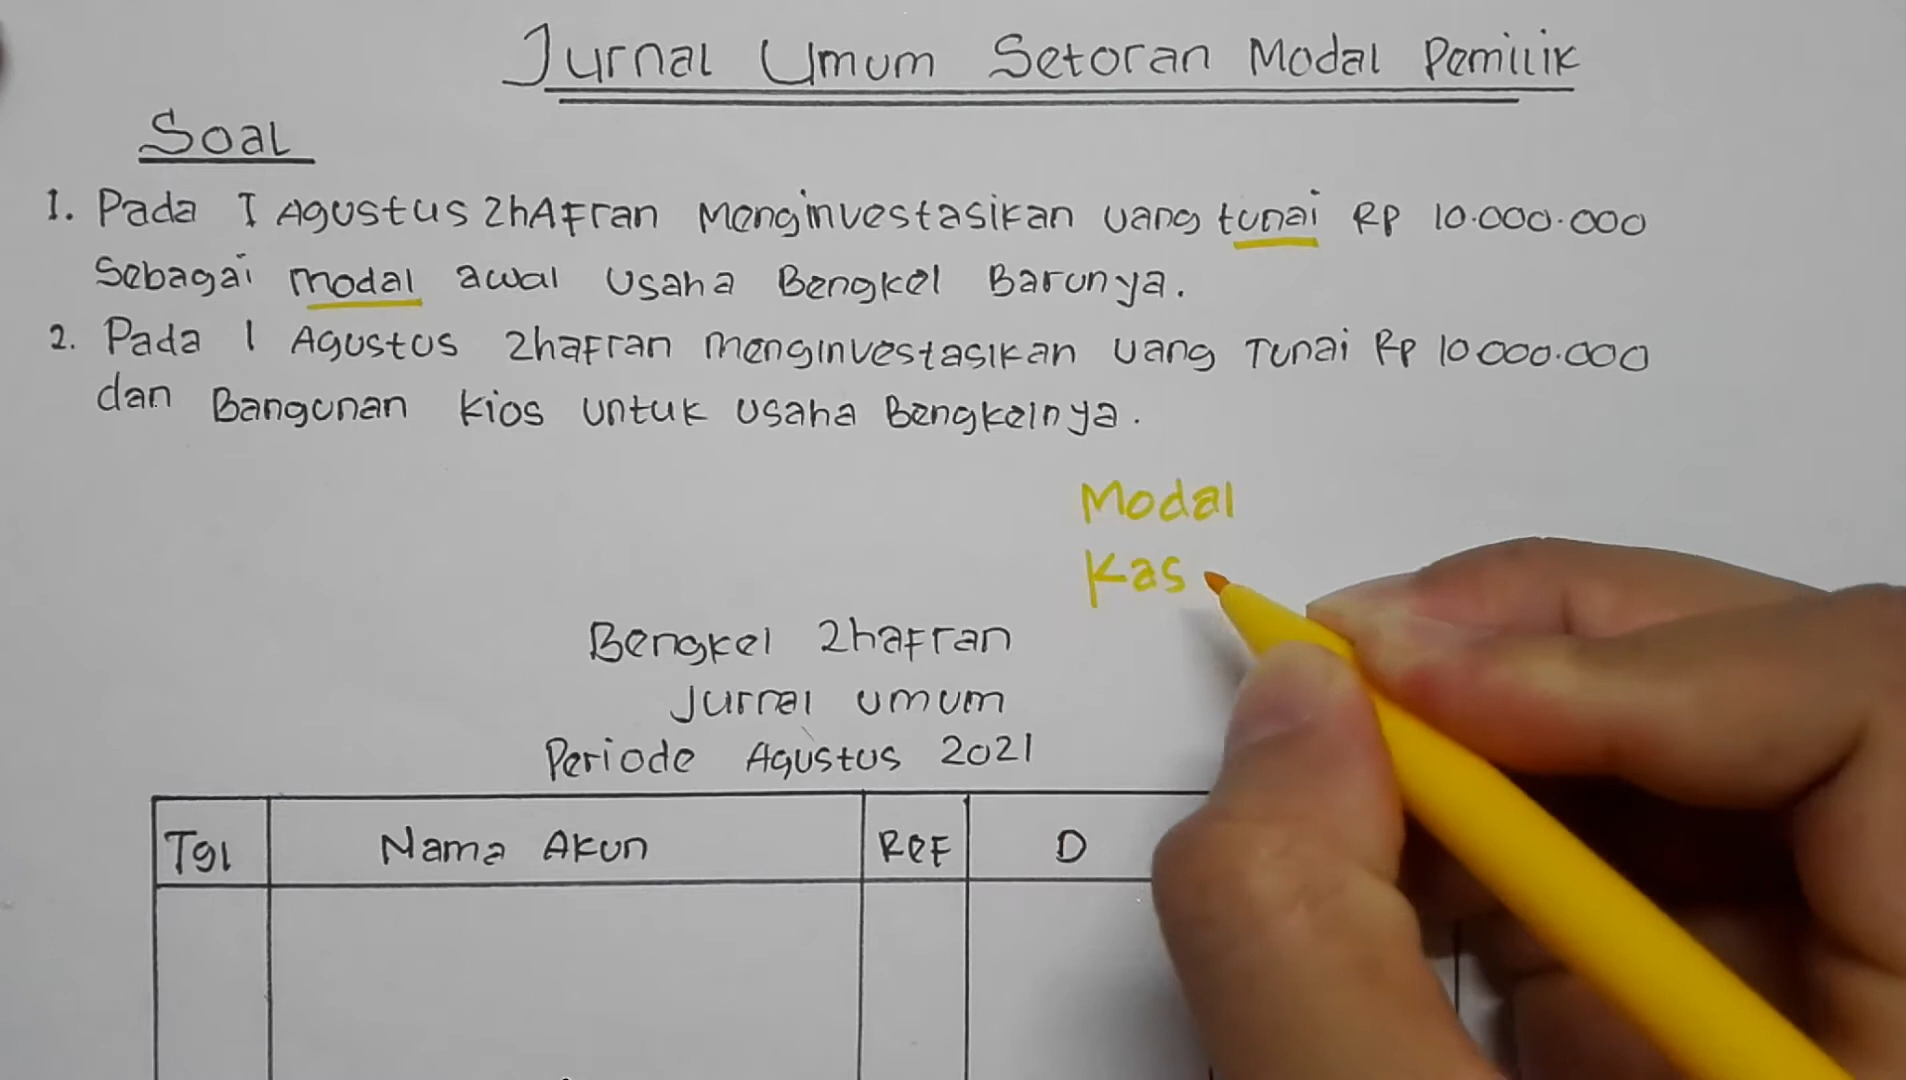 Jurnal Umum Setoran Modal Pemilik
Soal
1. Pada 1 Agustus ZhAfran Menginvestasikan uang tunai RP 10.000.000
Sebagai modal awal Usaha Bengkel Barunya.
2. Pada 1 Agustus Zhafran menginvestasikan Uang Tunai Rp 10.000.000
dan Bangunan Kios untuk usaha Bengkelnya.
Modal
Kas
Bengkel Zhafran
Jurnal umum
Periode Agustus 2021
Tgl Nama Akun Ref D